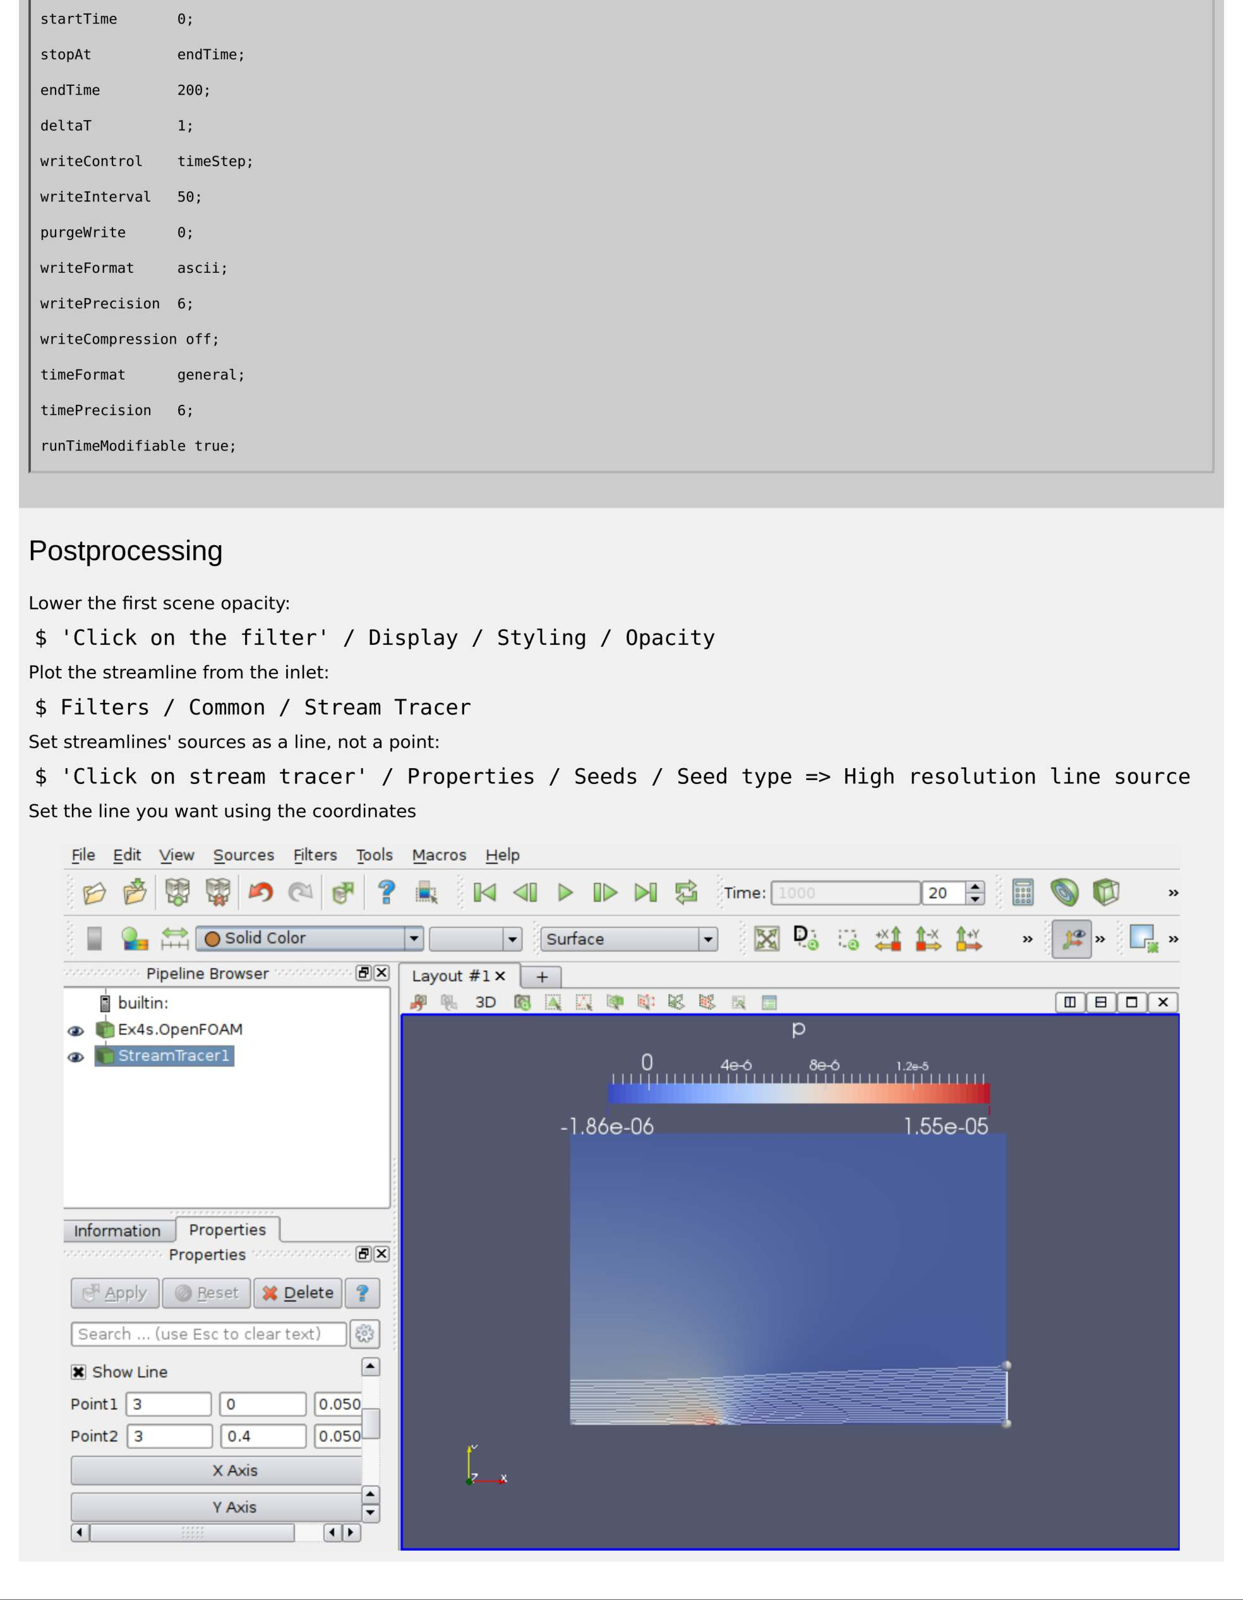 startTime 0;
stopAt endTime;
endTime 200;
deltaT 1;
writeControl timeStep;
writeInterval 50;
purgeWrite 0;
writeFormat ascii;
writePrecision 6;
writeCompression off;
timeFormat general;
timePrecision 6;
runTimeModifiable true;
Postprocessing
Lower the first scene opacity:
$ 'Click on the filter' / Display / Styling / Opacity
Plot the streamline from the inlet:
$ Filters / Common / Stream Tracer
Set streamlines' sources as a line, not a point:
$ 'Click on stream tracer' / Properties / Seeds / Seed type => High resolution line source
Set the line you want using the coordinates
File Edit View Sources Filters Tools Macros Help
Time: 1000 20 »
Solid Color Surface +X -X +Y » » »
Pipeline Browser
Layout #1 × +
builtin:
3D
Ex4s.OpenFOAM
StreamTracer1
p
0 4e-6 8e-6 1.2e-5
-1.86e-06 1.55e-05
Information Properties
Properties
Apply Reset Delete ?
Search ... (use Esc to clear text)
Show Line
Point1 3 0 0.050
Point2 3 0.4 0.050
X Axis
Y Axis
Y
Z X